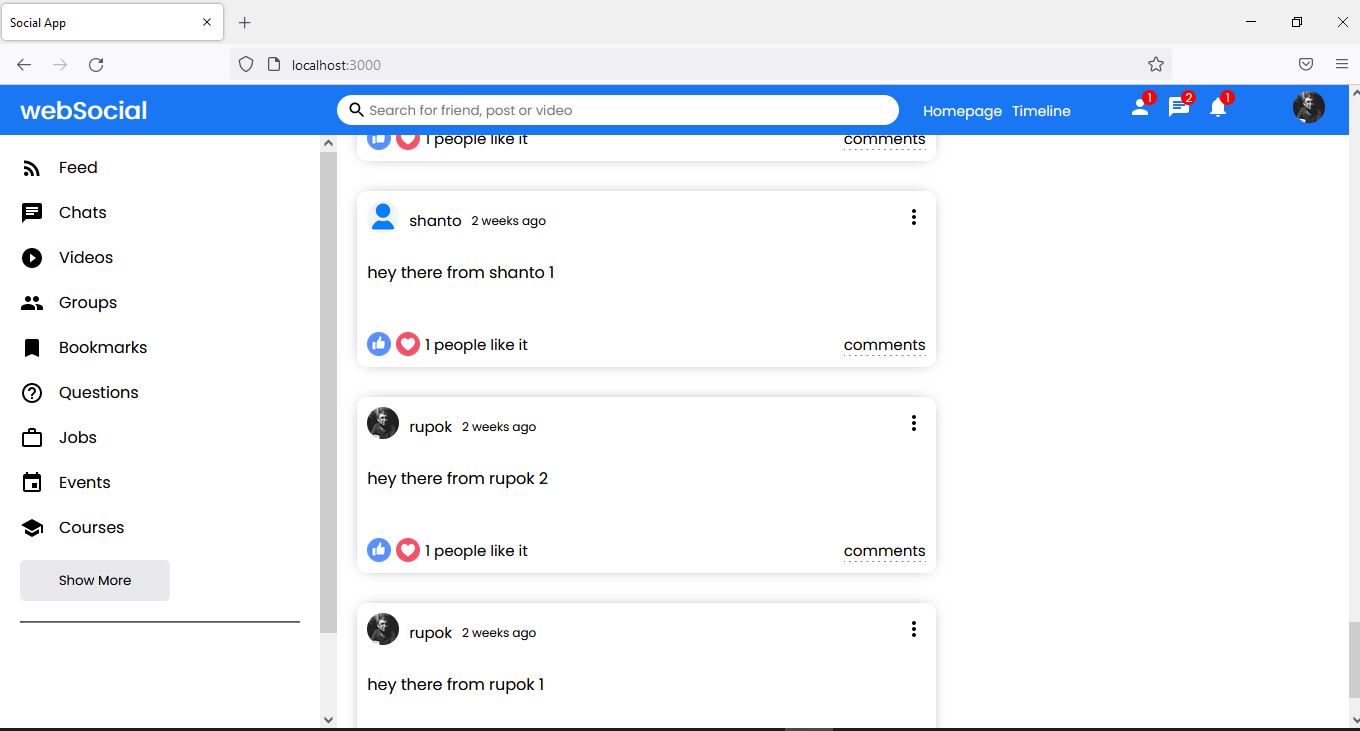 Social App
localhost:3000
webSocial
Search for friend, post or video
Homepage Timeline
1
2
1
Feed
Chats
Videos
Groups
Bookmarks
Questions
Jobs
Events
Courses
Show More
1 people like it comments
shanto 2 weeks ago
hey there from shanto 1
1 people like it comments
rupok 2 weeks ago
hey there from rupok 2
1 people like it comments
rupok 2 weeks ago
hey there from rupok 1